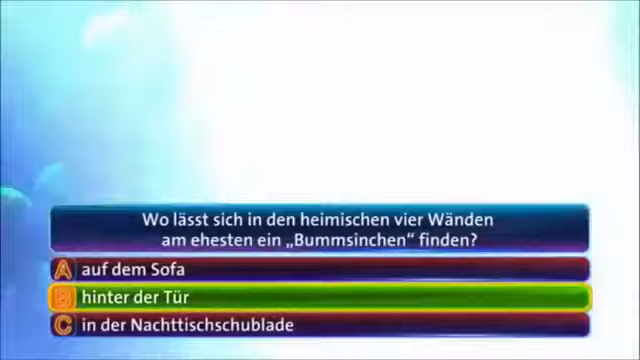 Wo lässt sich in den heimischen vier Wänden
am ehesten ein „Bummsinchen“ finden?
A auf dem Sofa
B hinter der Tür
C in der Nachttischschublade